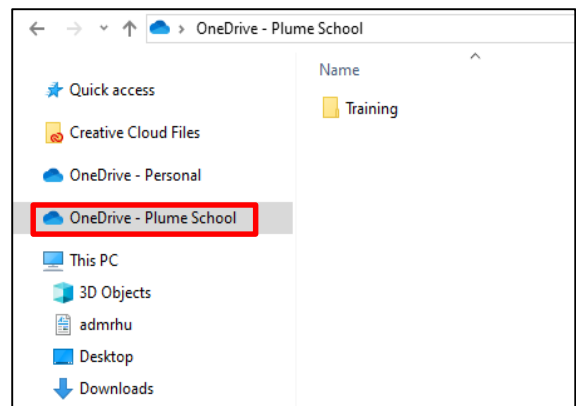 OneDrive - Plume School
Name
Training
Quick access
Creative Cloud Files
OneDrive - Personal
OneDrive - Plume School
This PC
3D Objects
admrhu
Desktop
Downloads